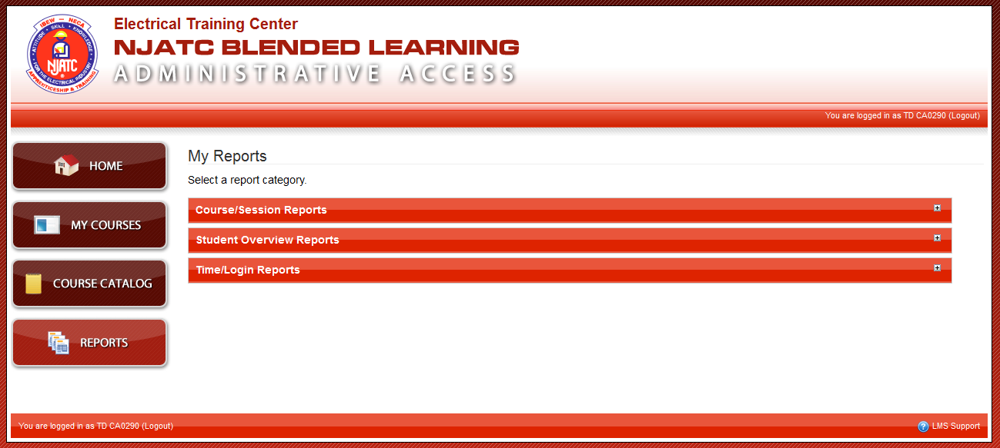 IBEW – NECA
ATTITUDE • SKILL • KNOWLEDGE
NJATC
FOR THE ELECTRICAL INDUSTRY
APPRENTICESHIP & TRAINING
Electrical Training Center
NJATC BLENDED LEARNING
ADMINISTRATIVE ACCESS
You are logged in as TD CA0290 (Logout)
HOME
MY COURSES
COURSE CATALOG
REPORTS
My Reports
Select a report category.
Course/Session Reports
Student Overview Reports
Time/Login Reports
You are logged in as TD CA0290 (Logout)
LMS Support